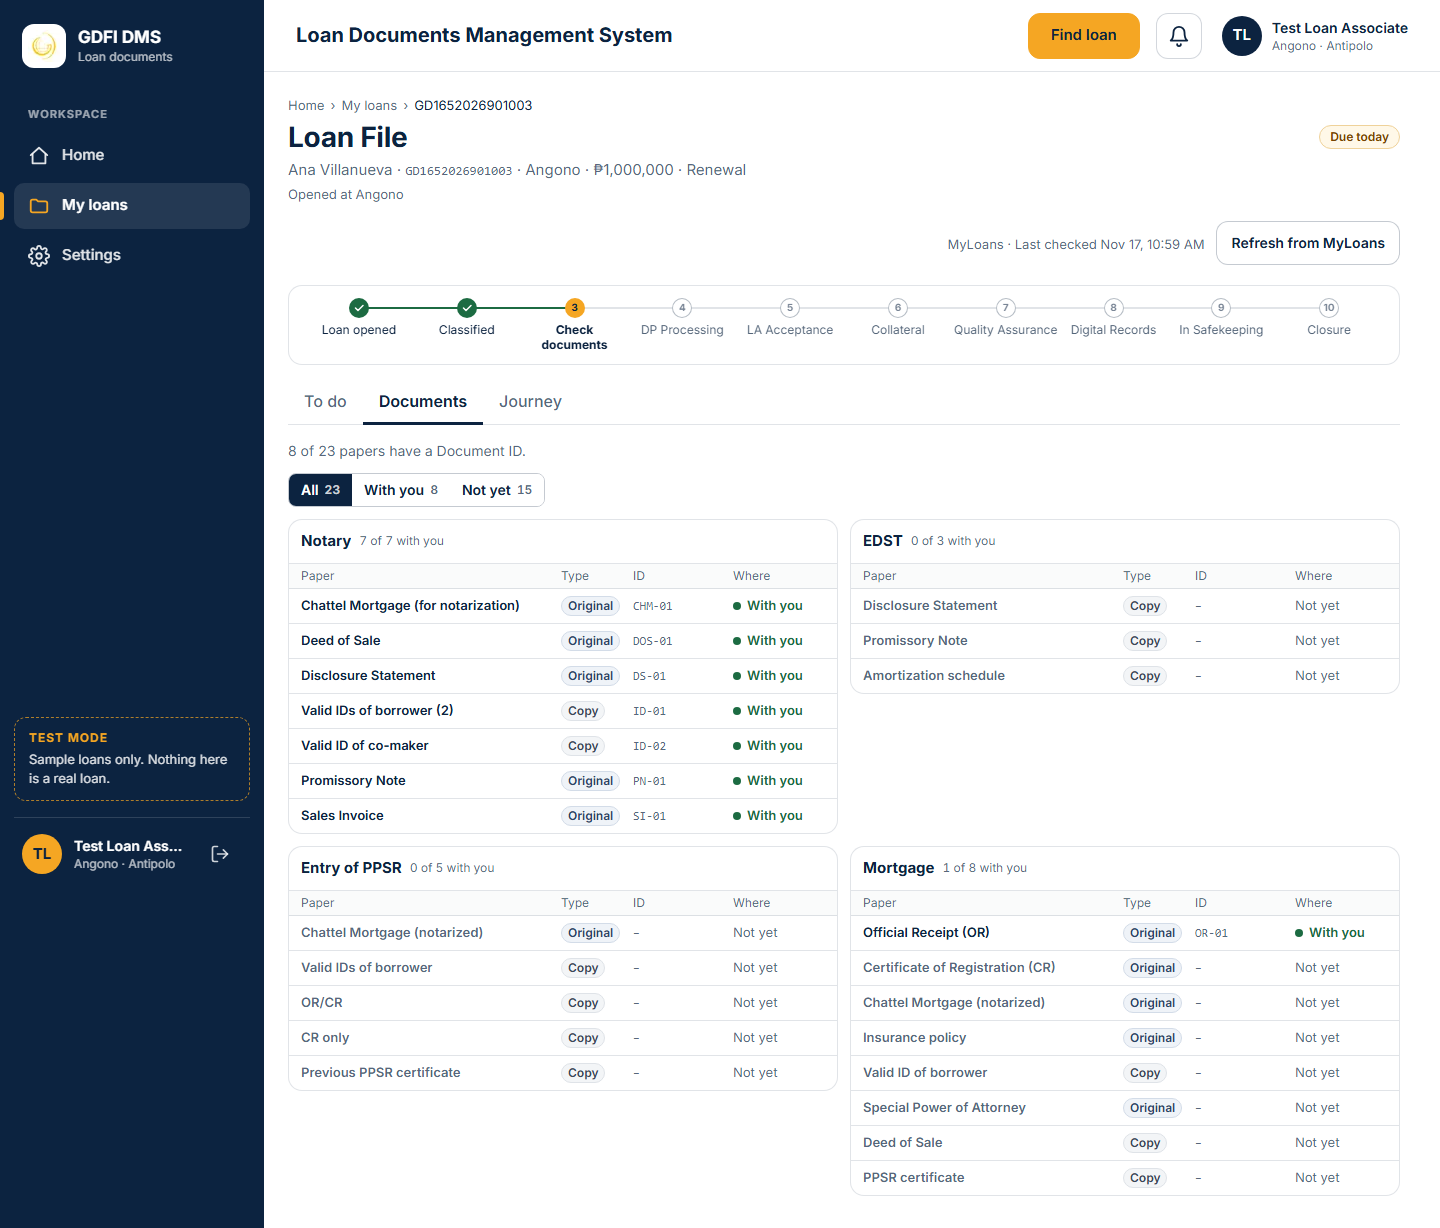 GDFI DMS
Loan documents
WORKSPACE
Home
My loans
Settings
TEST MODE
Sample loans only. Nothing here
is a real loan.
TL
Test Loan Ass...
Angono · Antipolo
Loan Documents Management System
Find loan
TL
Test Loan Associate
Angono · Antipolo
Home › My loans › GD1652026901003
Loan File
Due today
Ana Villanueva · GD1652026901003 · Angono · ₱1,000,000 · Renewal
Opened at Angono
MyLoans · Last checked Nov 17, 10:59 AM
Refresh from MyLoans
Loan opened
Classified
3 Check documents
4 DP Processing
5 LA Acceptance
6 Collateral
7 Quality Assurance
8 Digital Records
9 In Safekeeping
10 Closure
To do Documents Journey
8 of 23 papers have a Document ID.
All 23 With you 8 Not yet 15
Notary 7 of 7 with you
Paper Type ID Where
Chattel Mortgage (for notarization) Original CHM-01 With you
Deed of Sale Original DOS-01 With you
Disclosure Statement Original DS-01 With you
Valid IDs of borrower (2) Copy ID-01 With you
Valid ID of co-maker Copy ID-02 With you
Promissory Note Original PN-01 With you
Sales Invoice Original SI-01 With you
EDST 0 of 3 with you
Paper Type ID Where
Disclosure Statement Copy – Not yet
Promissory Note Copy – Not yet
Amortization schedule Copy – Not yet
Entry of PPSR 0 of 5 with you
Paper Type ID Where
Chattel Mortgage (notarized) Original – Not yet
Valid IDs of borrower Copy – Not yet
OR/CR Copy – Not yet
CR only Copy – Not yet
Previous PPSR certificate Copy – Not yet
Mortgage 1 of 8 with you
Paper Type ID Where
Official Receipt (OR) Original OR-01 With you
Certificate of Registration (CR) Original – Not yet
Chattel Mortgage (notarized) Original – Not yet
Insurance policy Original – Not yet
Valid ID of borrower Copy – Not yet
Special Power of Attorney Original – Not yet
Deed of Sale Copy – Not yet
PPSR certificate Copy – Not yet